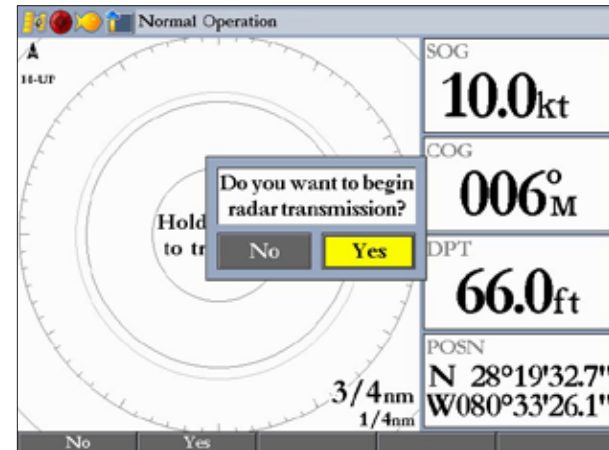 Normal Operation
H-UP
Hold
to tr
Do you want to begin
radar transmission?
No Yes
3/4nm
1/4nm
SOG
10.0kt
COG
006°M
DPT
66.0ft
POSN
N 28°19'32.7"
W080°33'26.1"
No Yes